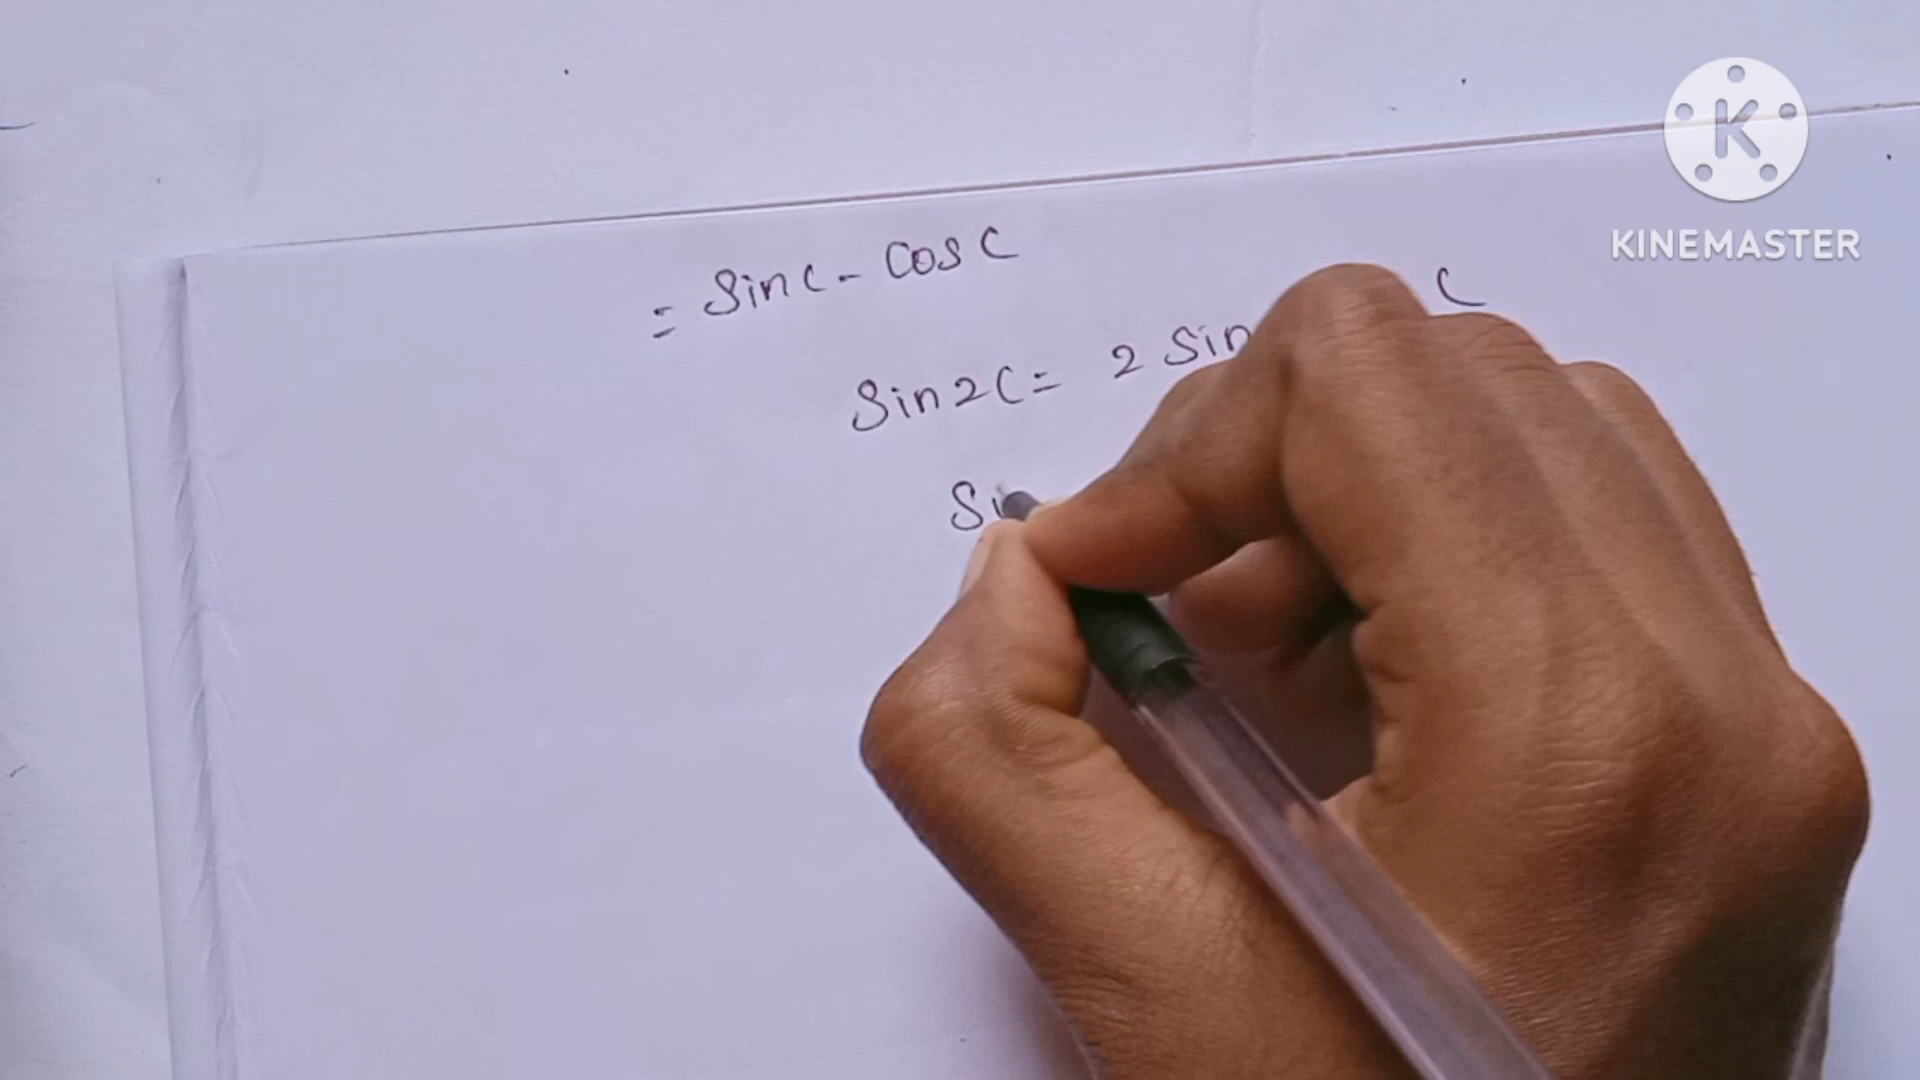 = Sin C - Cos C
Sin 2C = 2 Sin C
S
K
KINEMASTER